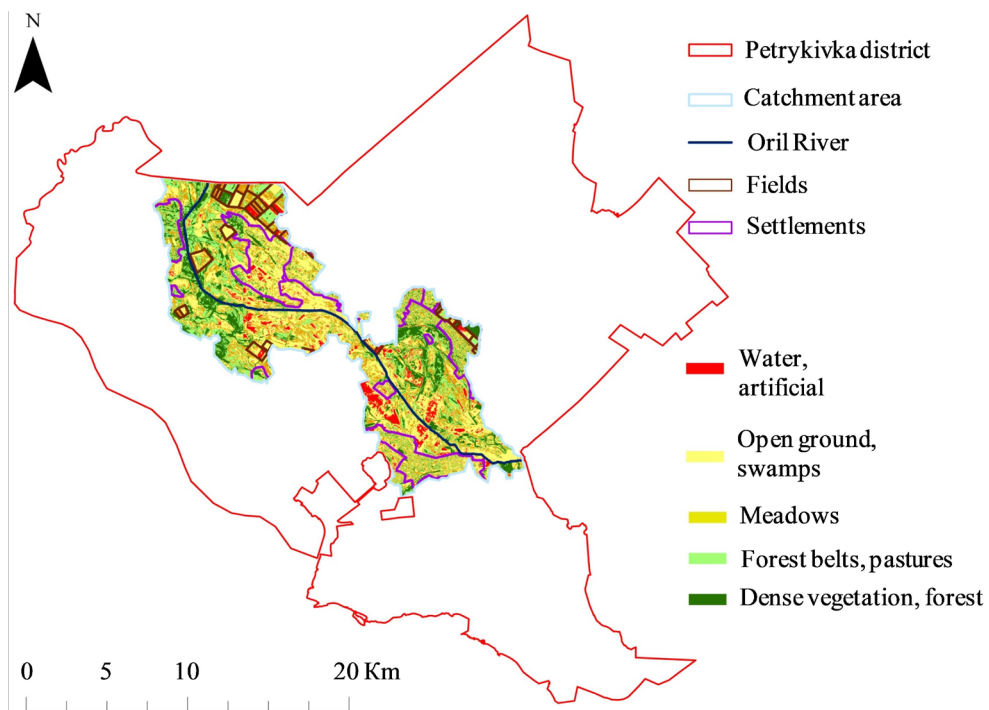 N
Petrykivka district
Catchment area
Oril River
Fields
Settlements
Water,
artificial
Open ground,
swamps
Meadows
Forest belts, pastures
Dense vegetation, forest
0 5 10 20 Km